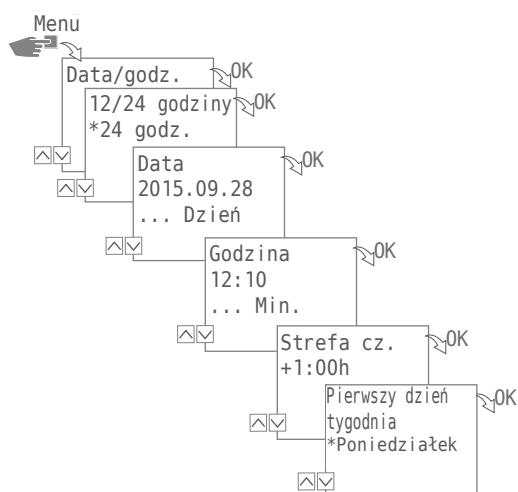 Menu
Data/godz.
OK
12/24 godziny
*24 godz.
OK
Data
2015.09.28
... Dzień
OK
Godzina
12:10
... Min.
OK
Strefa cz.
+1:00h
OK
Pierwszy dzień
tygodnia
*Poniedziałek
OK